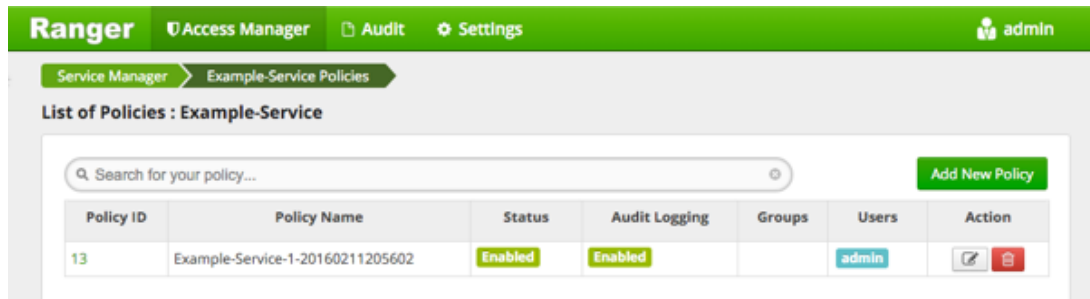 Ranger Access Manager Audit Settings admin
Service Manager Example-Service Policies
List of Policies : Example-Service
Search for your policy... Add New Policy
Policy ID Policy Name Status Audit Logging Groups Users Action
13 Example-Service-1-20160211205602 Enabled Enabled admin